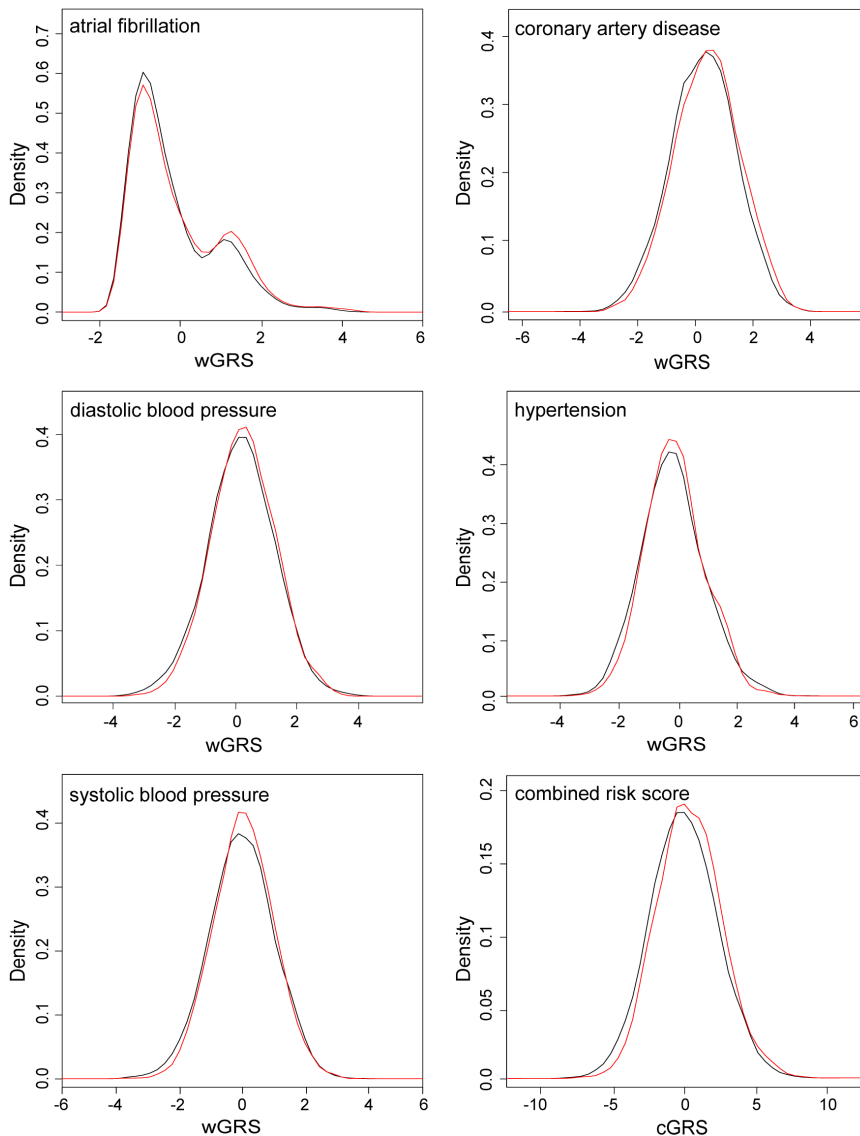 atrial fibrillation
Density
0.0 0.1 0.2 0.3 0.4 0.5 0.6 0.7
-2 0 2 4 6
wGRS
coronary artery disease
Density
0.0 0.1 0.2 0.3 0.4
-6 -4 -2 0 2 4
wGRS
diastolic blood pressure
Density
0.0 0.1 0.2 0.3 0.4
-4 -2 0 2 4 6
wGRS
hypertension
Density
0.0 0.1 0.2 0.3 0.4
-4 -2 0 2 4 6
wGRS
systolic blood pressure
Density
0.0 0.1 0.2 0.3 0.4
-6 -4 -2 0 2 4 6
wGRS
combined risk score
Density
0.0 0.05 0.1 0.15 0.2
-10 -5 0 5 10
cGRS